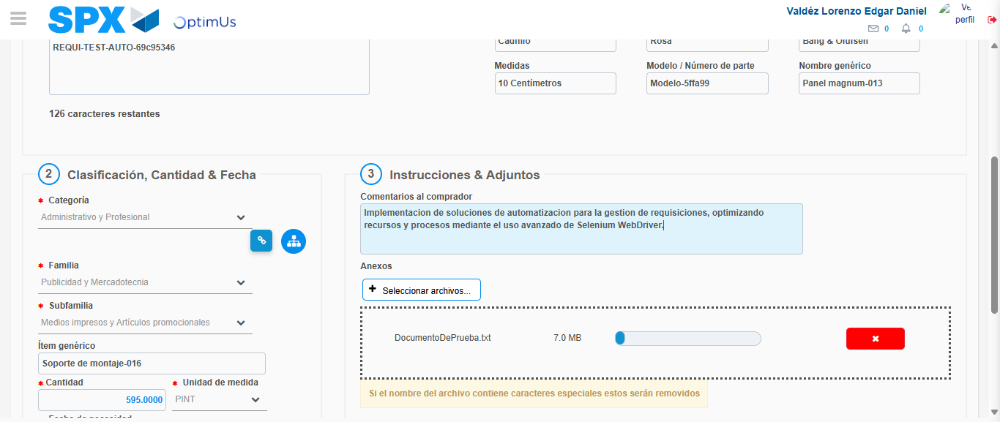 SPX OptimUs
Valdéz Lorenzo Edgar Daniel
Ve
perfil
0 0
REQUI-TEST-AUTO-69c95346
126 caracteres restantes
Cadmio Rosa Bang & Olufsen
Medidas Modelo / Número de parte Nombre genérico
10 Centímetros Modelo-5ffa99 Panel magnum-013
2 Clasificación, Cantidad & Fecha
* Categoría
Administrativo y Profesional
* Familia
Publicidad y Mercadotecnia
* Subfamilia
Medios impresos y Artículos promocionales
Ítem genérico
Soporte de montaje-016
* Cantidad * Unidad de medida
595.0000 PINT
Fecha de necesidad
3 Instrucciones & Adjuntos
Comentarios al comprador
Implementacion de soluciones de automatizacion para la gestion de requisiciones, optimizando
recursos y procesos mediante el uso avanzado de Selenium WebDriver.
Anexos
+ Seleccionar archivos...
DocumentoDePrueba.txt 7.0 MB
Si el nombre del archivo contiene caracteres especiales estos serán removidos